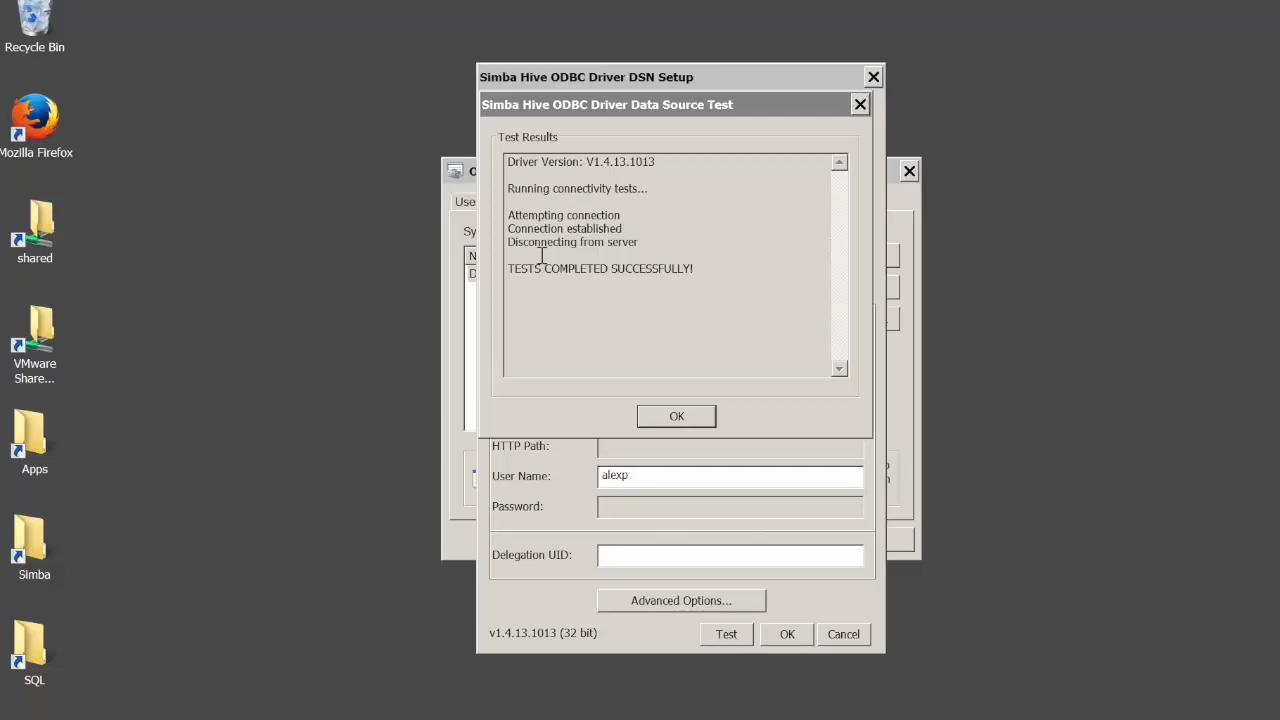 Recycle Bin
Mozilla Firefox
shared
VMware
Share...
Apps
Simba
SQL
Simba Hive ODBC Driver DSN Setup
Simba Hive ODBC Driver Data Source Test
Test Results
Driver Version: V1.4.13.1013
Running connectivity tests...
Attempting connection
Connection established
Disconnecting from server
TESTS COMPLETED SUCCESSFULLY!
OK
HTTP Path:
User Name:
alexp
Password:
Delegation UID:
Advanced Options...
v1.4.13.1013 (32 bit)
Test
OK
Cancel